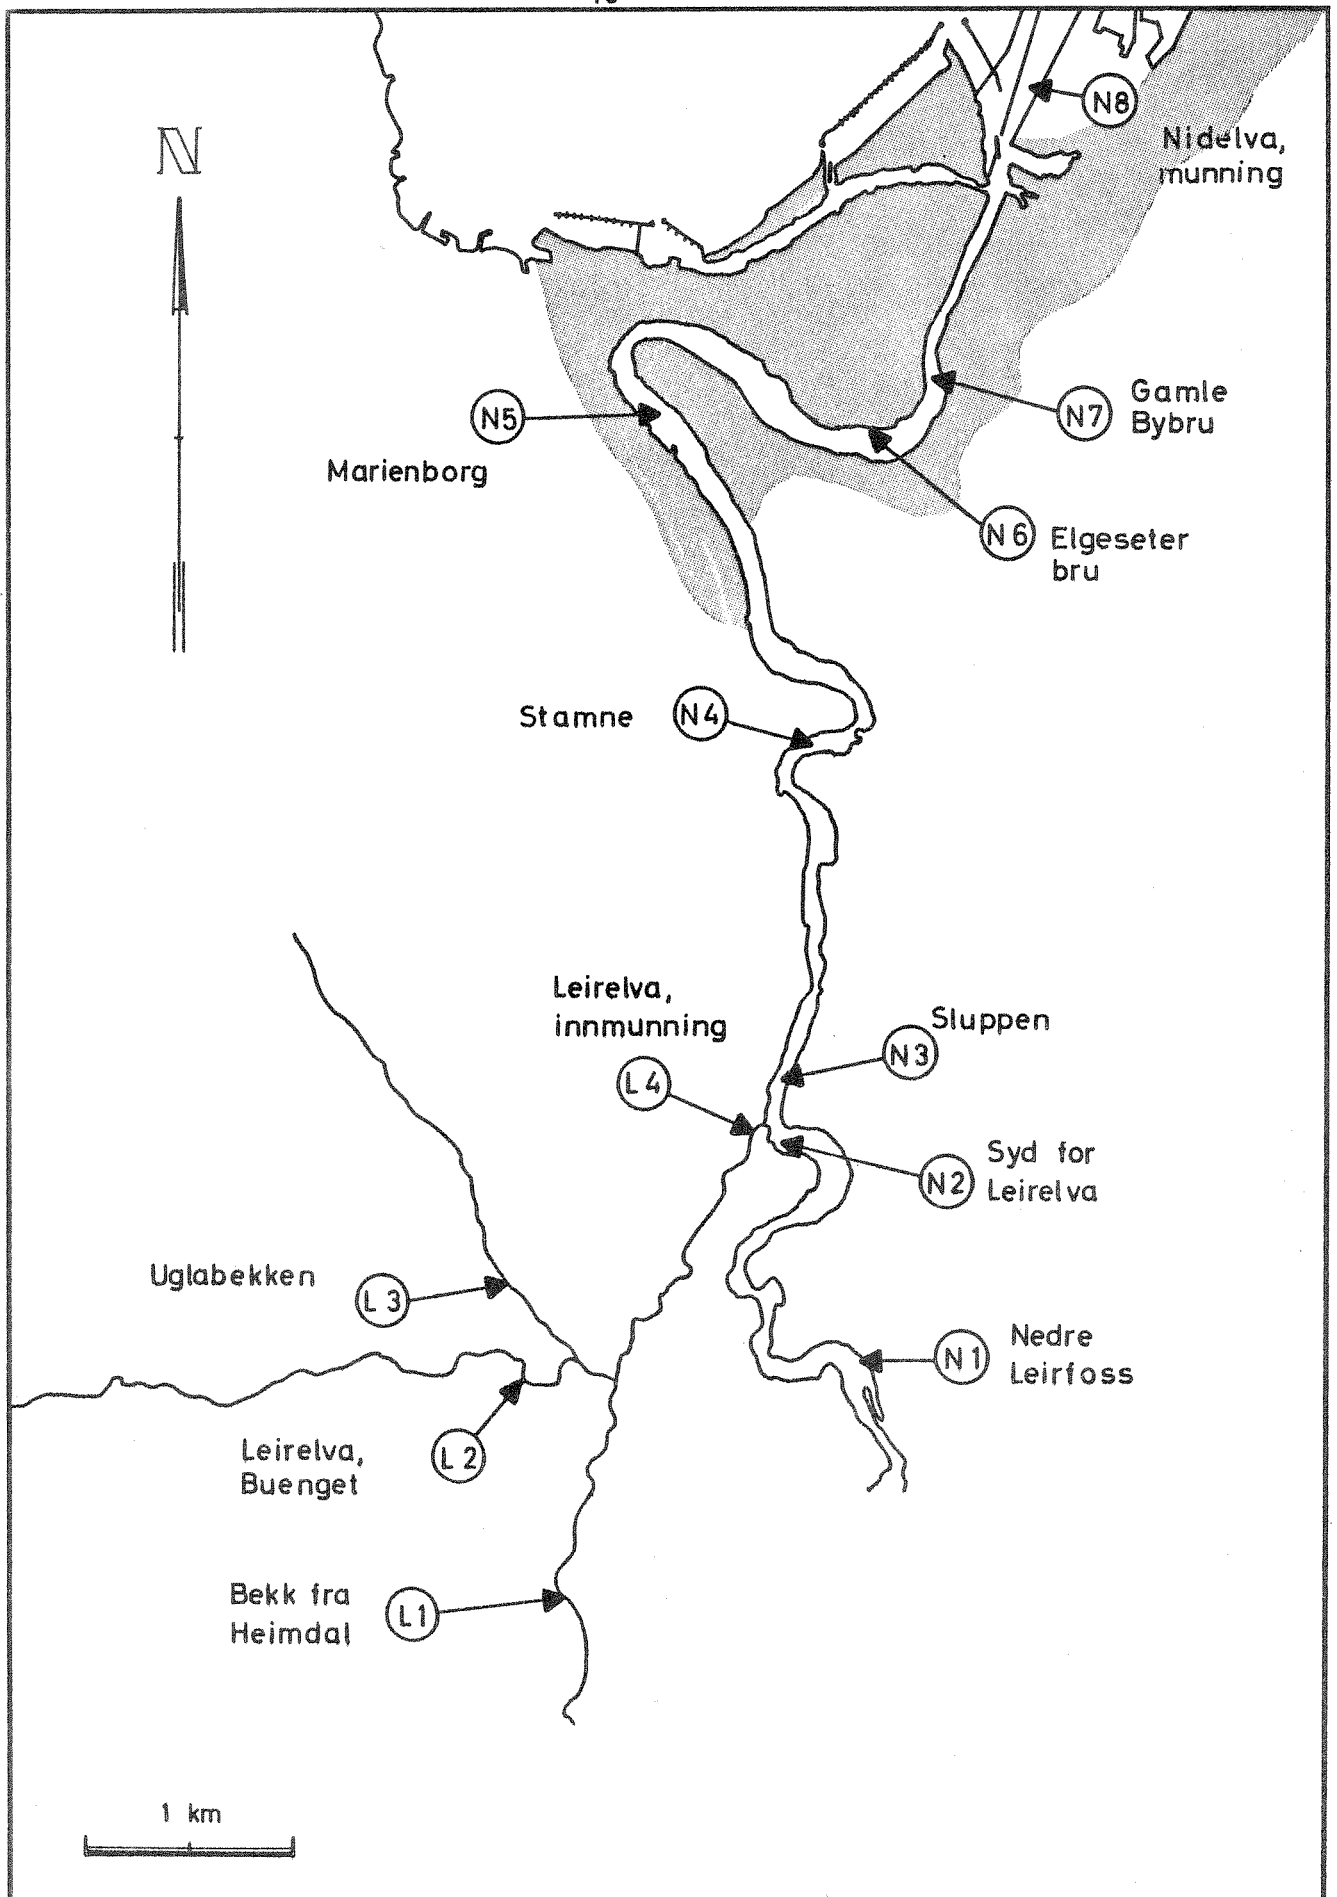 N
N8
Nidelva,
munning
N7
Gamle
Bybru
N5
Marienborg
N6
Elgeseter
bru
Stamne
N4
Leirelva,
innmunning
Sluppen
N3
L4
N2
Syd for
Leirelva
Uglabekken
L3
N1
Nedre
Leirfoss
Leirelva,
Buenget
L2
Bekk fra
Heimdal
L1
1 km